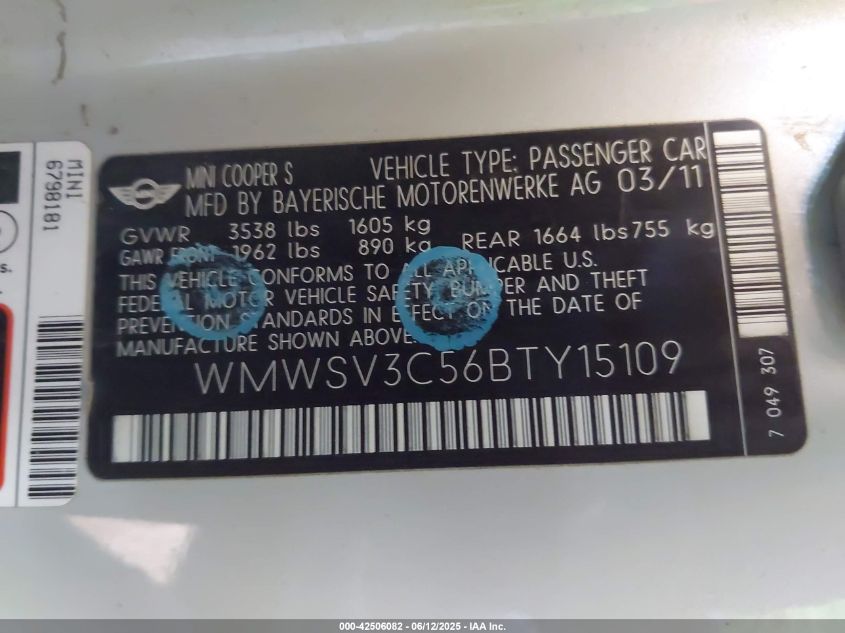 MINI
6798181
s.
MINI COOPER S VEHICLE TYPE: PASSENGER CAR
MFD BY BAYERISCHE MOTORENWERKE AG 03/11
GVWR 3538 lbs 1605 kg
GAWR FRONT 1962 lbs 890 kg REAR 1664 lbs 755 kg
THIS VEHICLE CONFORMS TO ALL APPLICABLE U.S.
FEDERAL MOTOR VEHICLE SAFETY, BUMPER AND THEFT
PREVENTION STANDARDS IN EFFECT ON THE DATE OF
MANUFACTURE SHOWN ABOVE.
WMWSV3C56BTY15109
7 049 307
000-42506082 - 06/12/2025 - IAA Inc.